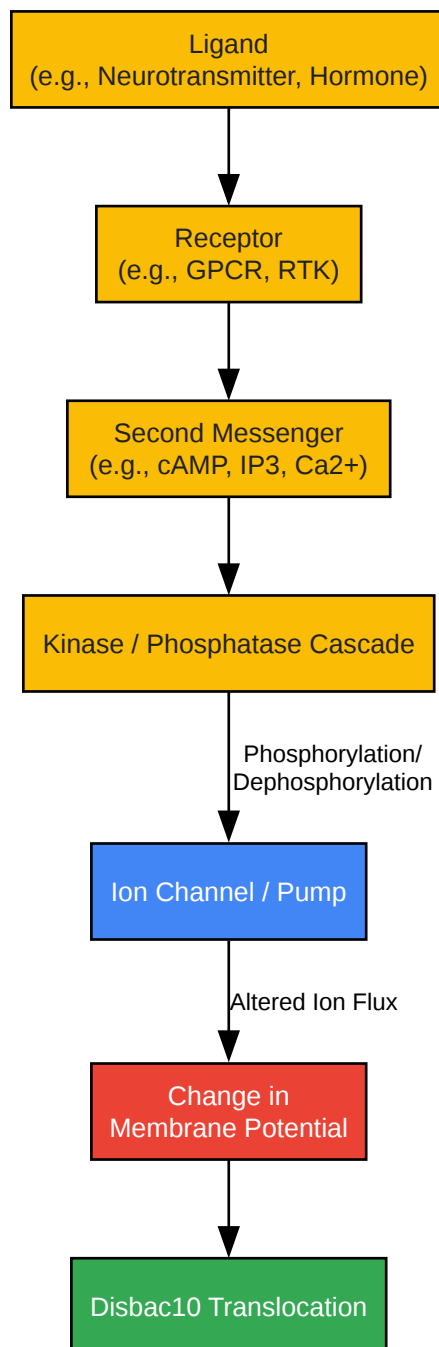 Ligand
(e.g., Neurotransmitter, Hormone)
Receptor
(e.g., GPCR, RTK)
Second Messenger
(e.g., cAMP, IP3, Ca2+)
Kinase / Phosphatase Cascade
Phosphorylation/
Dephosphorylation
Ion Channel / Pump
Altered Ion Flux
Change in
Membrane Potential
Disbac10 Translocation